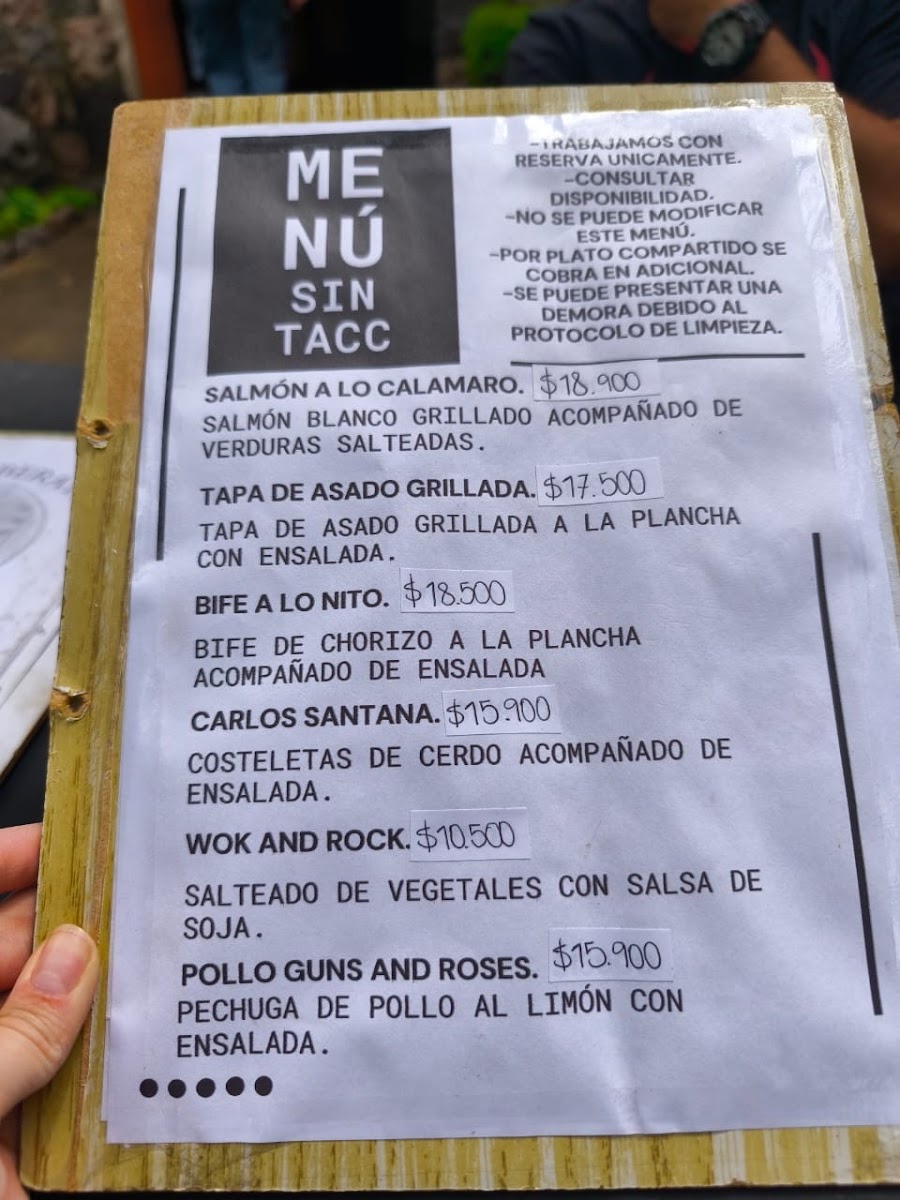 ME
NÚ
SIN
TACC
-TRABAJAMOS CON
RESERVA UNICAMENTE.
-CONSULTAR
DISPONIBILIDAD.
-NO SE PUEDE MODIFICAR
ESTE MENÚ.
-POR PLATO COMPARTIDO SE
COBRA EN ADICIONAL.
-SE PUEDE PRESENTAR UNA
DEMORA DEBIDO AL
PROTOCOLO DE LIMPIEZA.
SALMÓN A LO CALAMARO. $18.900
SALMÓN BLANCO GRILLADO ACOMPAÑADO DE
VERDURAS SALTEADAS.
TAPA DE ASADO GRILLADA. $17.500
TAPA DE ASADO GRILLADA A LA PLANCHA
CON ENSALADA.
BIFE A LO NITO. $18.500
BIFE DE CHORIZO A LA PLANCHA
ACOMPAÑADO DE ENSALADA
CARLOS SANTANA. $15.900
COSTELETAS DE CERDO ACOMPAÑADO DE
ENSALADA.
WOK AND ROCK. $10.500
SALTEADO DE VEGETALES CON SALSA DE
SOJA.
POLLO GUNS AND ROSES. $15.900
PECHUGA DE POLLO AL LIMÓN CON
ENSALADA.